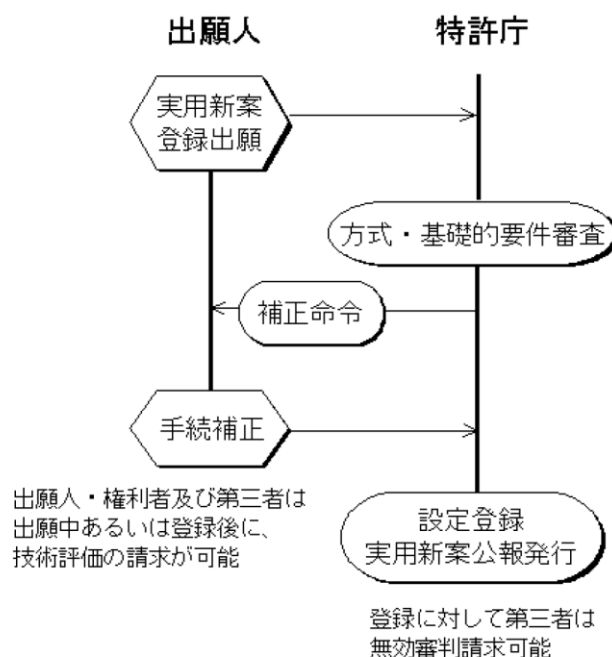 出願人
特許庁
実用新案
登録出願
方式・基礎的要件審査
補正命令
手続補正
出願人・権利者及び第三者は
出願中あるいは登録後に、
技術評価の請求が可能
設定登録
実用新案公報発行
登録に対して第三者は
無効審判請求可能